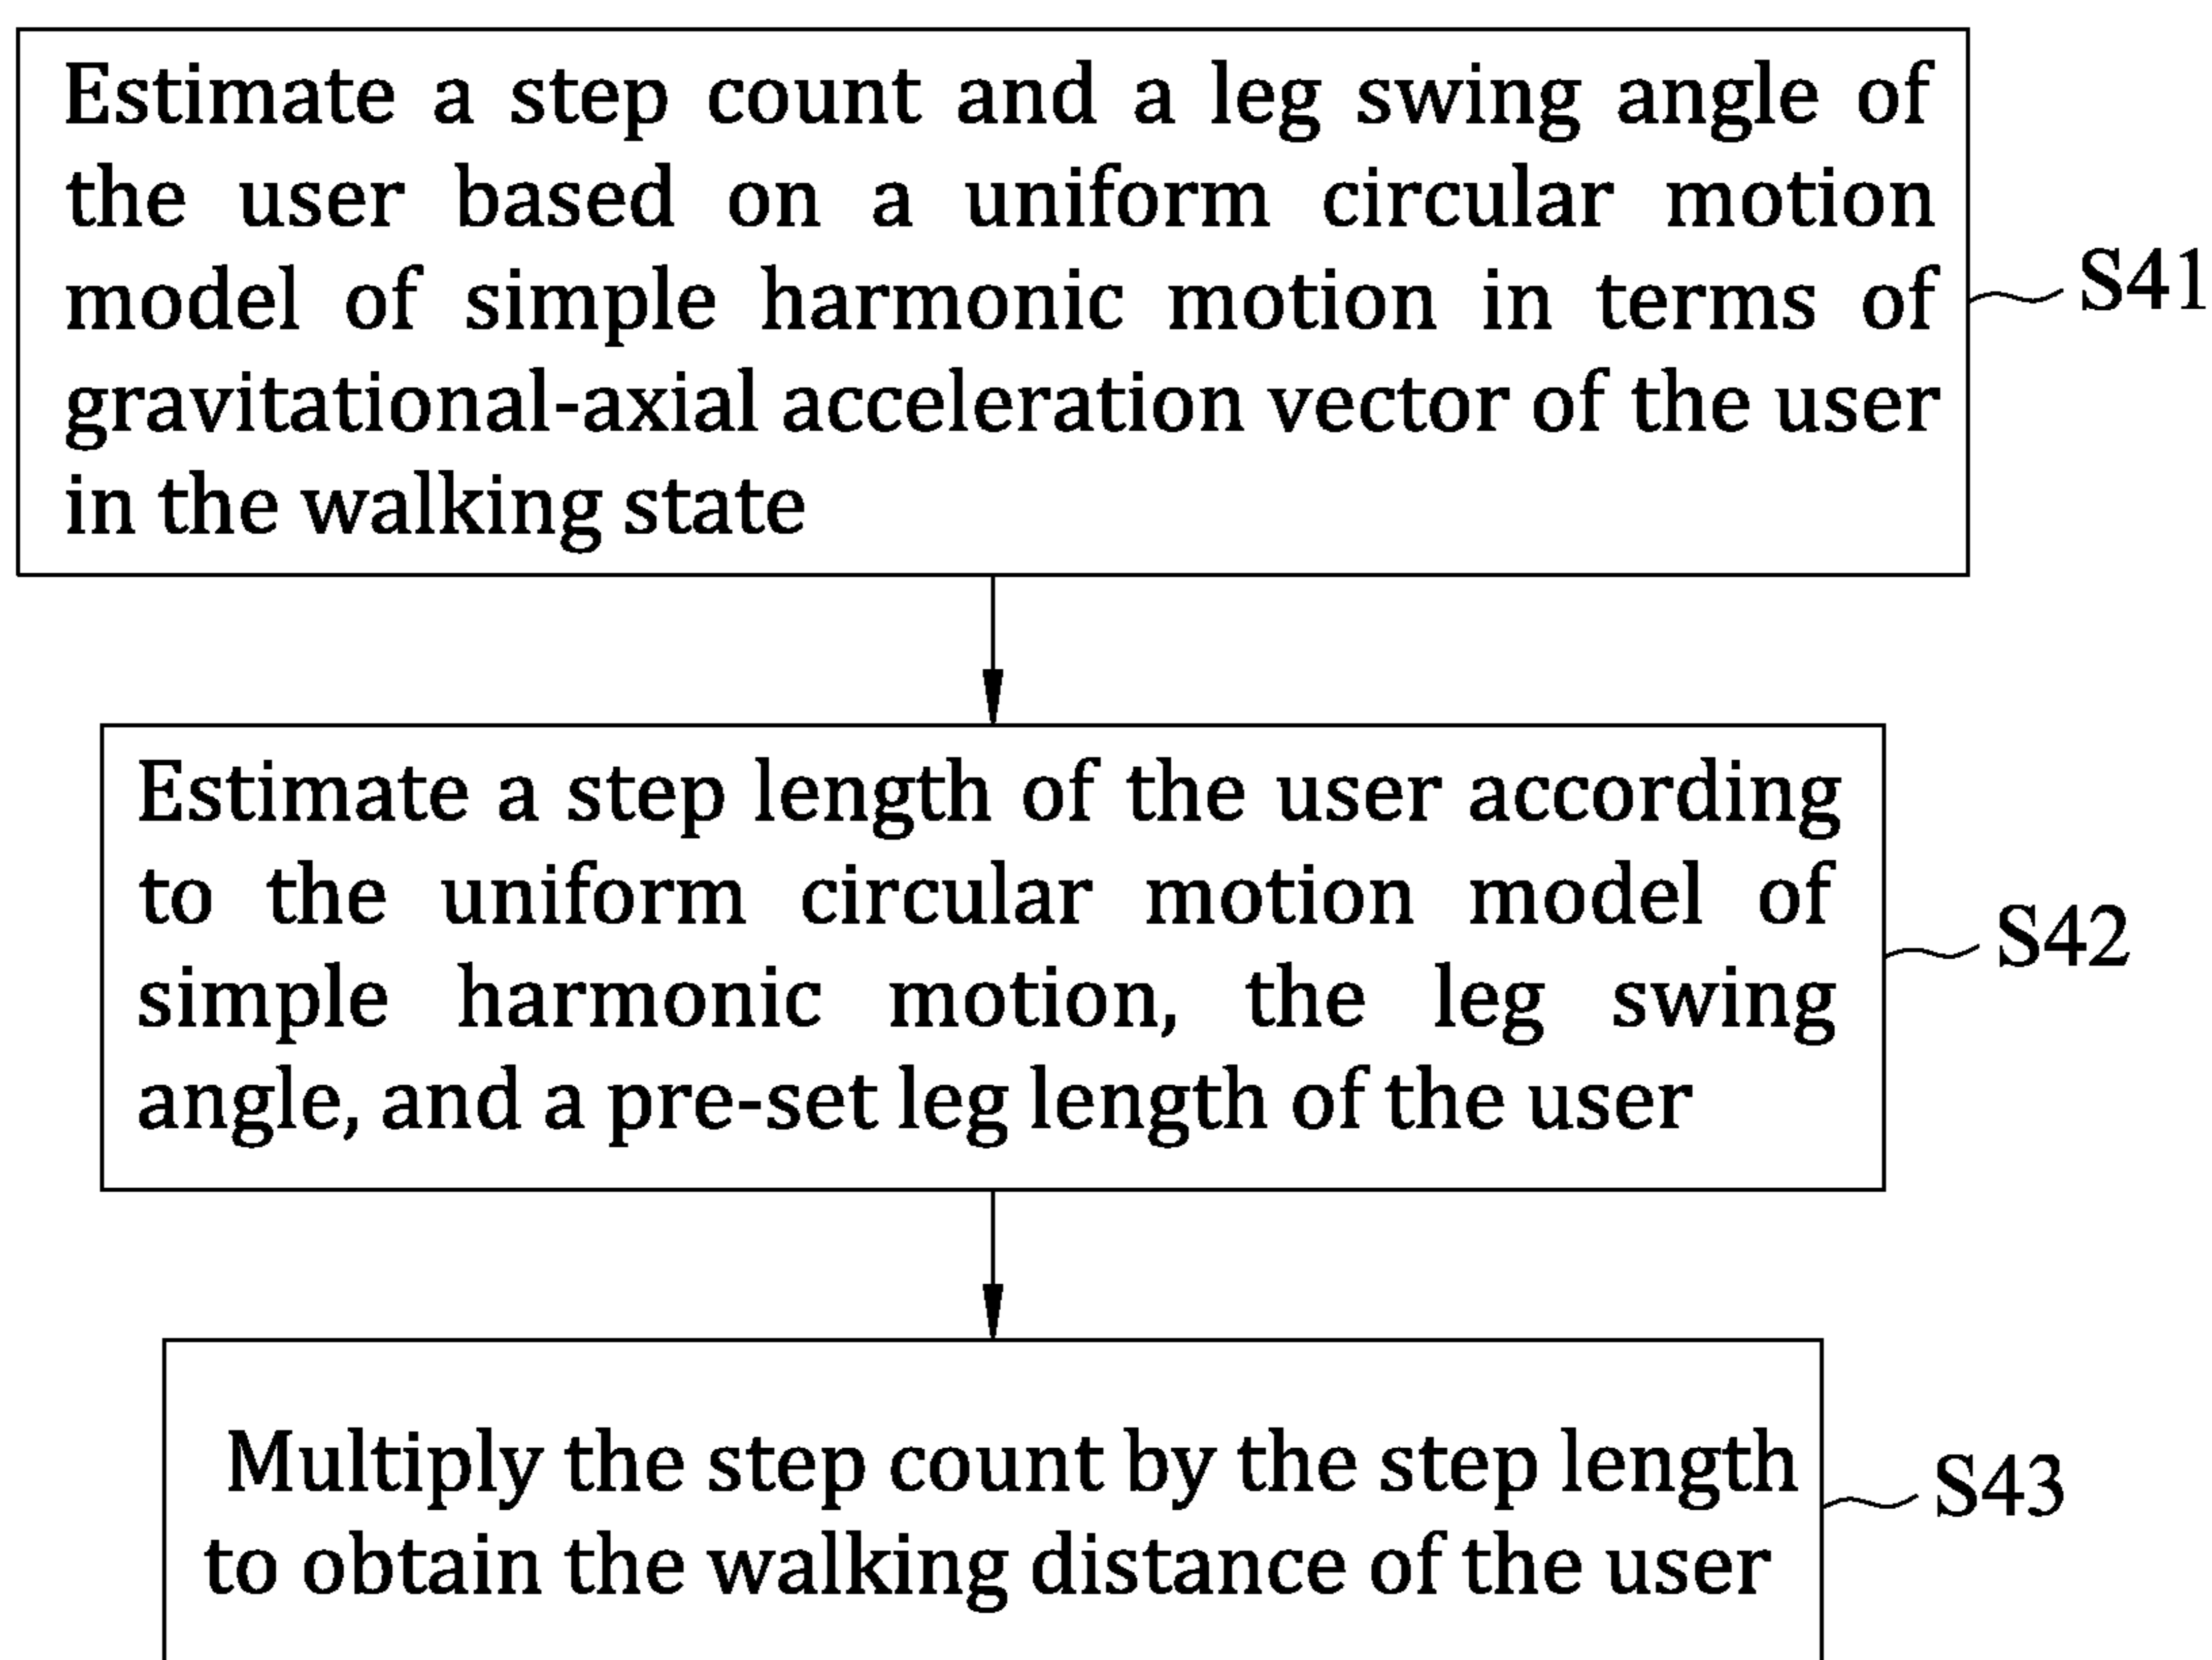 Estimate a step count and a leg swing angle of
the user based on a uniform circular motion
model of simple harmonic motion in terms of
gravitational-axial acceleration vector of the user
in the walking state
S41
Estimate a step length of the user according
to the uniform circular motion model of
simple harmonic motion, the leg swing
angle, and a pre-set leg length of the user
S42
Multiply the step count by the step length
to obtain the walking distance of the user
S43